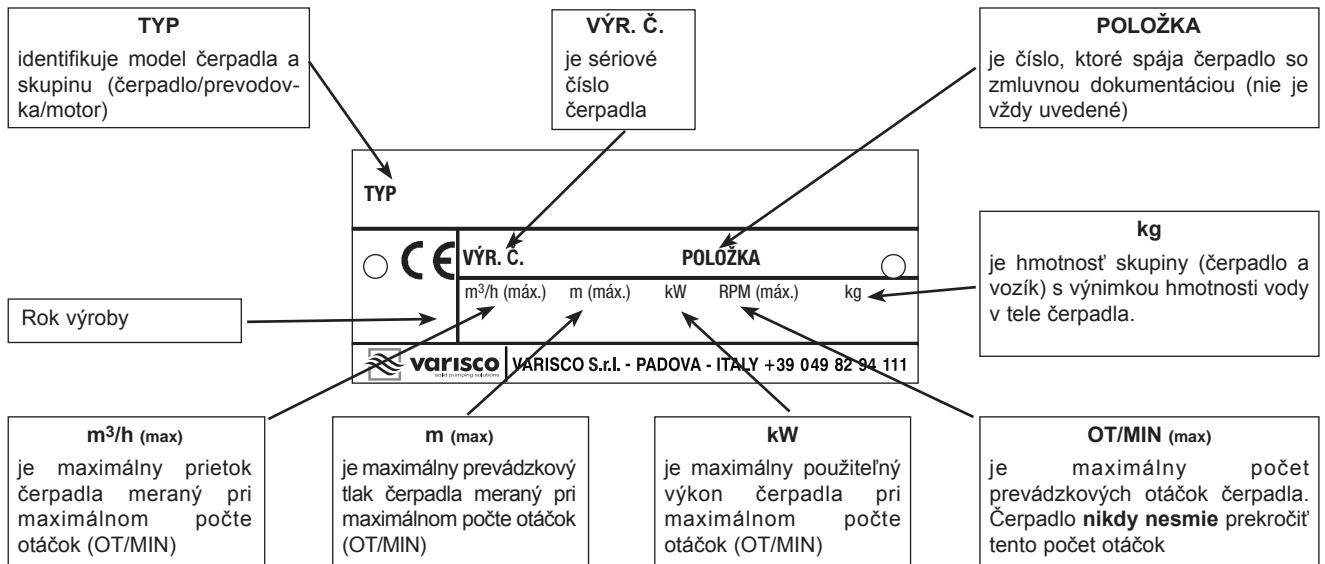 TYP
identifikuje model čerpadla a
skupinu (čerpadlo/prevodov-
ka/motor)
VÝR. Č.
je sériové
číslo
čerpadla
POLOŽKA
je číslo, ktoré spája čerpadlo so
zmluvnou dokumentáciou (nie je
vždy uvedené)
TYP
CE
VÝR. Č. POLOŽKA
m³/h (máx.) m (máx.) kW RPM (máx.) kg
varisco
solid pumping solutions
VARISCO S.r.l. - PADOVA - ITALY +39 049 82 94 111
Rok výroby
kg
je hmotnosť skupiny (čerpadlo a
vozík) s výnimkou hmotnosti vody
v tele čerpadla.
m³/h (max)
je maximálny prietok
čerpadla meraný pri
maximálnom počte
otáčok (OT/MIN)
m (max)
je maximálny prevádzkový
tlak čerpadla meraný pri
maximálnom počte otáčok
(OT/MIN)
kW
je maximálny použiteľný
výkon čerpadla pri
maximálnom počte
otáčok (OT/MIN)
OT/MIN (max)
je maximálny počet
prevádzkových otáčok čerpadla.
Čerpadlo nikdy nesmie prekročiť
tento počet otáčok